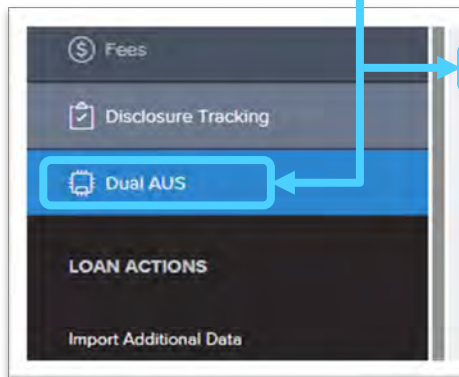 Fees
Disclosure Tracking
Dual AUS
LOAN ACTIONS
Import Additional Data